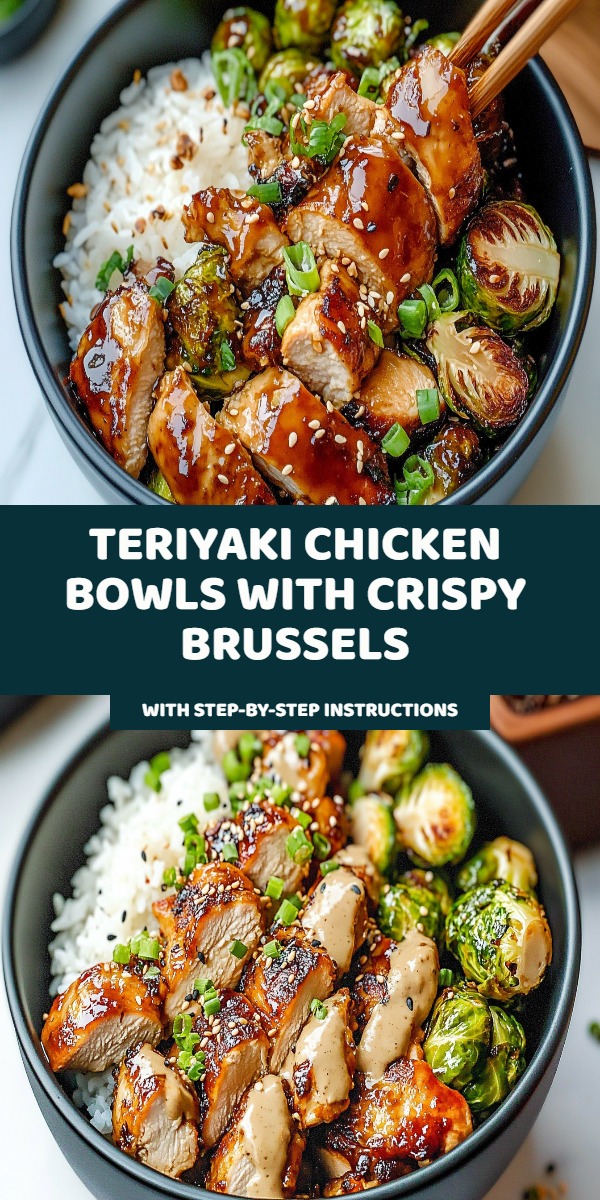 TERIYAKI CHICKEN
BOWLS WITH CRISPY
BRUSSELS
WITH STEP-BY-STEP INSTRUCTIONS